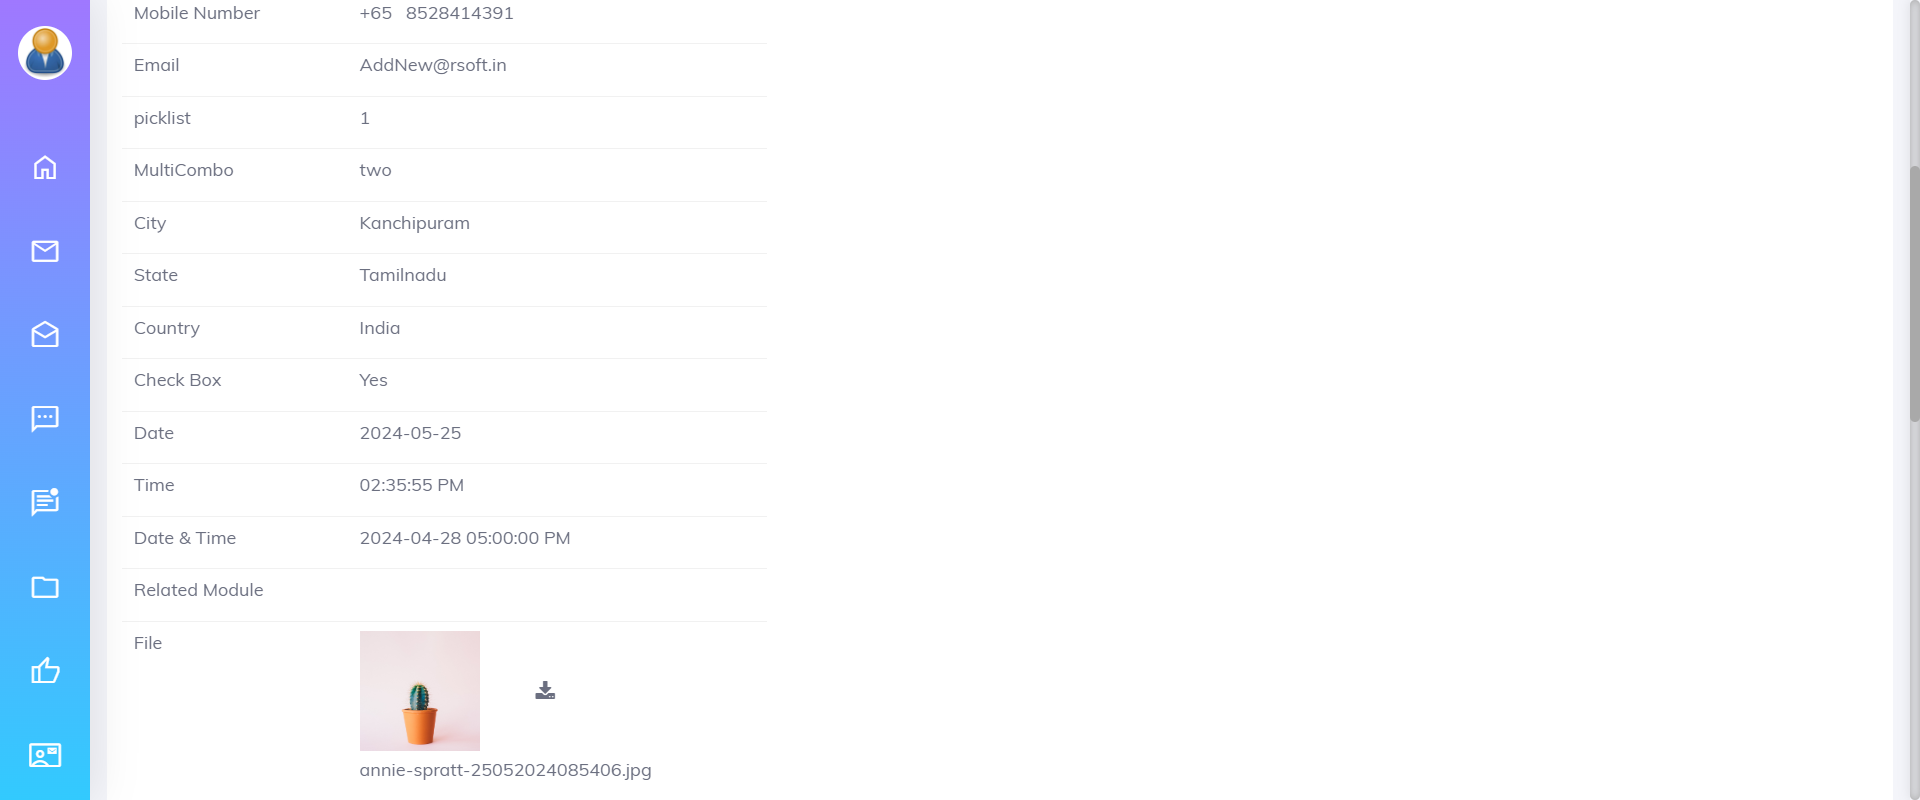 Mobile Number +65 8528414391
Email AddNew@rsoft.in
picklist 1
MultiCombo two
City Kanchipuram
State Tamilnadu
Country India
Check Box Yes
Date 2024-05-25
Time 02:35:55 PM
Date & Time 2024-04-28 05:00:00 PM
Related Module
File
annie-spratt-25052024085406.jpg